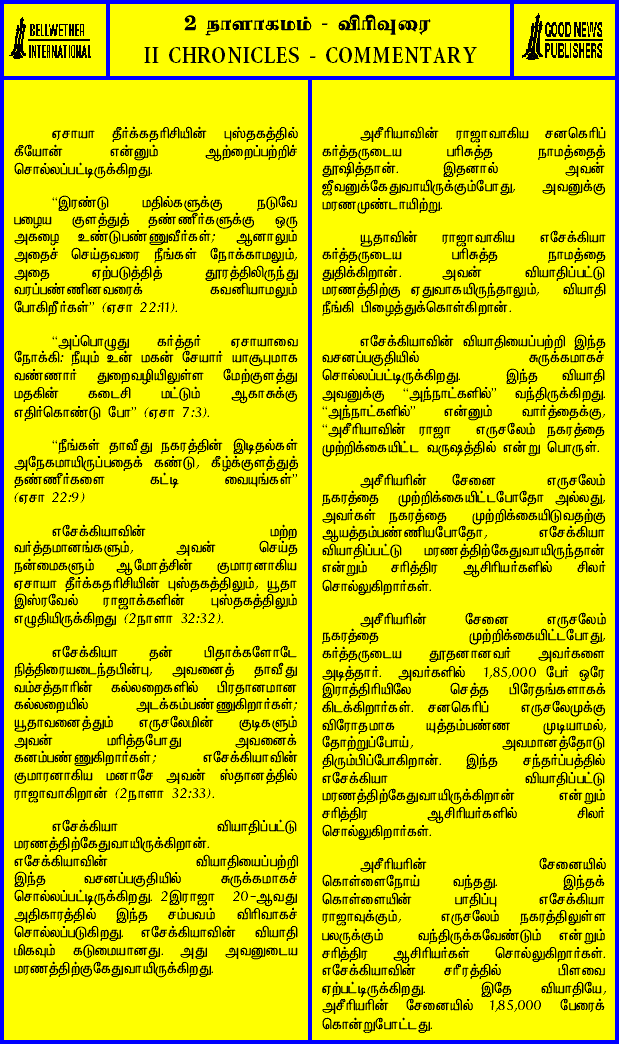 BELLWETHER
INTERNATIONAL
2 நாளாகமம் - விரிவுரை
II CHRONICLES - COMMENTARY
GOOD NEWS
PUBLISHERS
ஏசாயா தீர்க்கதரிசியின் புஸ்தகத்தில்
கீயோன் என்னும் ஆற்றைப்பற்றிச்
சொல்லப்பட்டிருக்கிறது.
“இரண்டு மதில்களுக்கு நடுவே
பழைய குளத்துத் தண்ணீர்களுக்கு ஒரு
அகழை உண்டுபண்ணுவீர்கள்; ஆனாலும்
அதைச் செய்தவரை நீங்கள் நோக்காமலும்,
அதை ஏற்படுத்தித் தூரத்திலிருந்து
வரப்பண்ணினவரைக் கவனியாமலும்
போகிறீர்கள்” (ஏசா 22:11).
“அப்பொழுது கர்த்தர் ஏசாயாவை
நோக்கி: நீயும் உன் மகன் சேயார் யாசூபுமாக
வண்ணார் துறைவழியிலுள்ள மேற்குளத்து
மதகின் கடைசி மட்டும் ஆகாசுக்கு
எதிர்கொண்டு போ” (ஏசா 7:3).
“நீங்கள் தாவீது நகரத்தின் இடிதல்கள்
அநேகமாயிருப்பதைக் கண்டு, கீழ்க்குளத்துத்
தண்ணீர்களை கட்டி வையுங்கள்”
(ஏசா 22:9)
எசேக்கியாவின் மற்ற
வர்த்தமானங்களும், அவன் செய்த
நன்மைகளும் ஆமோத்சின் குமாரனாகிய
ஏசாயா தீர்க்கதரிசியின் புஸ்தகத்திலும், யூதா
இஸ்ரவேல் ராஜாக்களின் புஸ்தகத்திலும்
எழுதியிருக்கிறது (2நாளா 32:32).
எசேக்கியா தன் பிதாக்களோடே
நித்திரையடைந்தபின்பு, அவனைத் தாவீது
வம்சத்தாரின் கல்லறைகளில் பிரதானமான
கல்லறையில் அடக்கம்பண்ணுகிறார்கள்;
யூதாவனைத்தும் எருசலேமின் குடிகளும்
அவன் மரித்தபோது அவனைக்
கனம்பண்ணுகிறார்கள்; எசேக்கியாவின்
குமாரனாகிய மனாசே அவன் ஸ்தானத்தில்
ராஜாவாகிறான் (2நாளா 32:33).
எசேக்கியா வியாதிப்பட்டு
மரணத்திற்கேதுவாயிருக்கிறான்.
எசேக்கியாவின் வியாதியைப்பற்றி
இந்த வசனப்பகுதியில் சுருக்கமாகச்
சொல்லப்பட்டிருக்கிறது. 2இராஜா 20-ஆவது
அதிகாரத்தில் இந்த சம்பவம் விரிவாகச்
சொல்லப்படுகிறது. எசேக்கியாவின் வியாதி
மிகவும் கடுமையானது. அது அவனுடைய
மரணத்திற்குகேதுவாயிருக்கிறது.
அசீரியாவின் ராஜாவாகிய சனகெரிப்
கர்த்தருடைய பரிசுத்த நாமத்தைத்
தூஷித்தான். இதனால் அவன்
ஜீவனுக்கேதுவாயிருக்கும்போது, அவனுக்கு
மரணமுண்டாயிற்று.
யூதாவின் ராஜாவாகிய எசேக்கியா
கர்த்தருடைய பரிசுத்த நாமத்தை
துதிக்கிறான். அவன் வியாதிப்பட்டு
மரணத்திற்கு ஏதுவாகயிருந்தாலும், வியாதி
நீங்கி பிழைத்துக்கொள்கிறான்.
எசேக்கியாவின் வியாதியைப்பற்றி இந்த
வசனப்பகுதியில் சுருக்கமாகச்
சொல்லப்பட்டிருக்கிறது. இந்த வியாதி
அவனுக்கு “அந்நாட்களில்” வந்திருக்கிறது.
“அந்நாட்களில்” என்னும் வார்த்தைக்கு,
“அசீரியாவின் ராஜா எருசலேம் நகரத்தை
முற்றிக்கையிட்ட வருஷத்தில் என்று பொருள்.
அசீரியரின் சேனை எருசலேம்
நகரத்தை முற்றிக்கையிட்டபோதோ அல்லது,
அவர்கள் நகரத்தை முற்றிக்கையிடுவதற்கு
ஆயத்தம்பண்ணியபோதோ, எசேக்கியா
வியாதிப்பட்டு மரணத்திற்கேதுவாயிருந்தான்
என்றும் சரித்திர ஆசிரியர்களில் சிலர்
சொல்லுகிறார்கள்.
அசீரியரின் சேனை எருசலேம்
நகரத்தை முற்றிக்கையிட்டபோது,
கர்த்தருடைய தூதனானவர் அவர்களை
அடித்தார். அவர்களில் 1,85,000 பேர் ஒரே
இராத்திரியிலே செத்த பிரேதங்களாகக்
கிடக்கிறார்கள். சனகெரிப் எருசலேமுக்கு
விரோதமாக யுத்தம்பண்ண முடியாமல்,
தோற்றுப்போய், அவமானத்தோடு
திரும்பிப்போகிறான். இந்த சந்தர்ப்பத்தில்
எசேக்கியா வியாதிப்பட்டு
மரணத்திற்கேதுவாயிருக்கிறான் என்றும்
சரித்திர ஆசிரியர்களில் சிலர்
சொல்லுகிறார்கள்.
அசீரியரின் சேனையில்
கொள்ளைநோய் வந்தது. இந்தக்
கொள்ளையின் பாதிப்பு எசேக்கியா
ராஜாவுக்கும், எருசலேம் நகரத்திலுள்ள
பலருக்கும் வந்திருக்கவேண்டும் என்றும்
சரித்திர ஆசிரியர்கள் சொல்லுகிறார்கள்.
எசேக்கியாவின் சரீரத்தில் பிளவை
ஏற்பட்டிருக்கிறது. இதே வியாதியே,
அசீரியரின் சேனையில் 1,85,000 பேரைக்
கொன்றுபோட்டது.